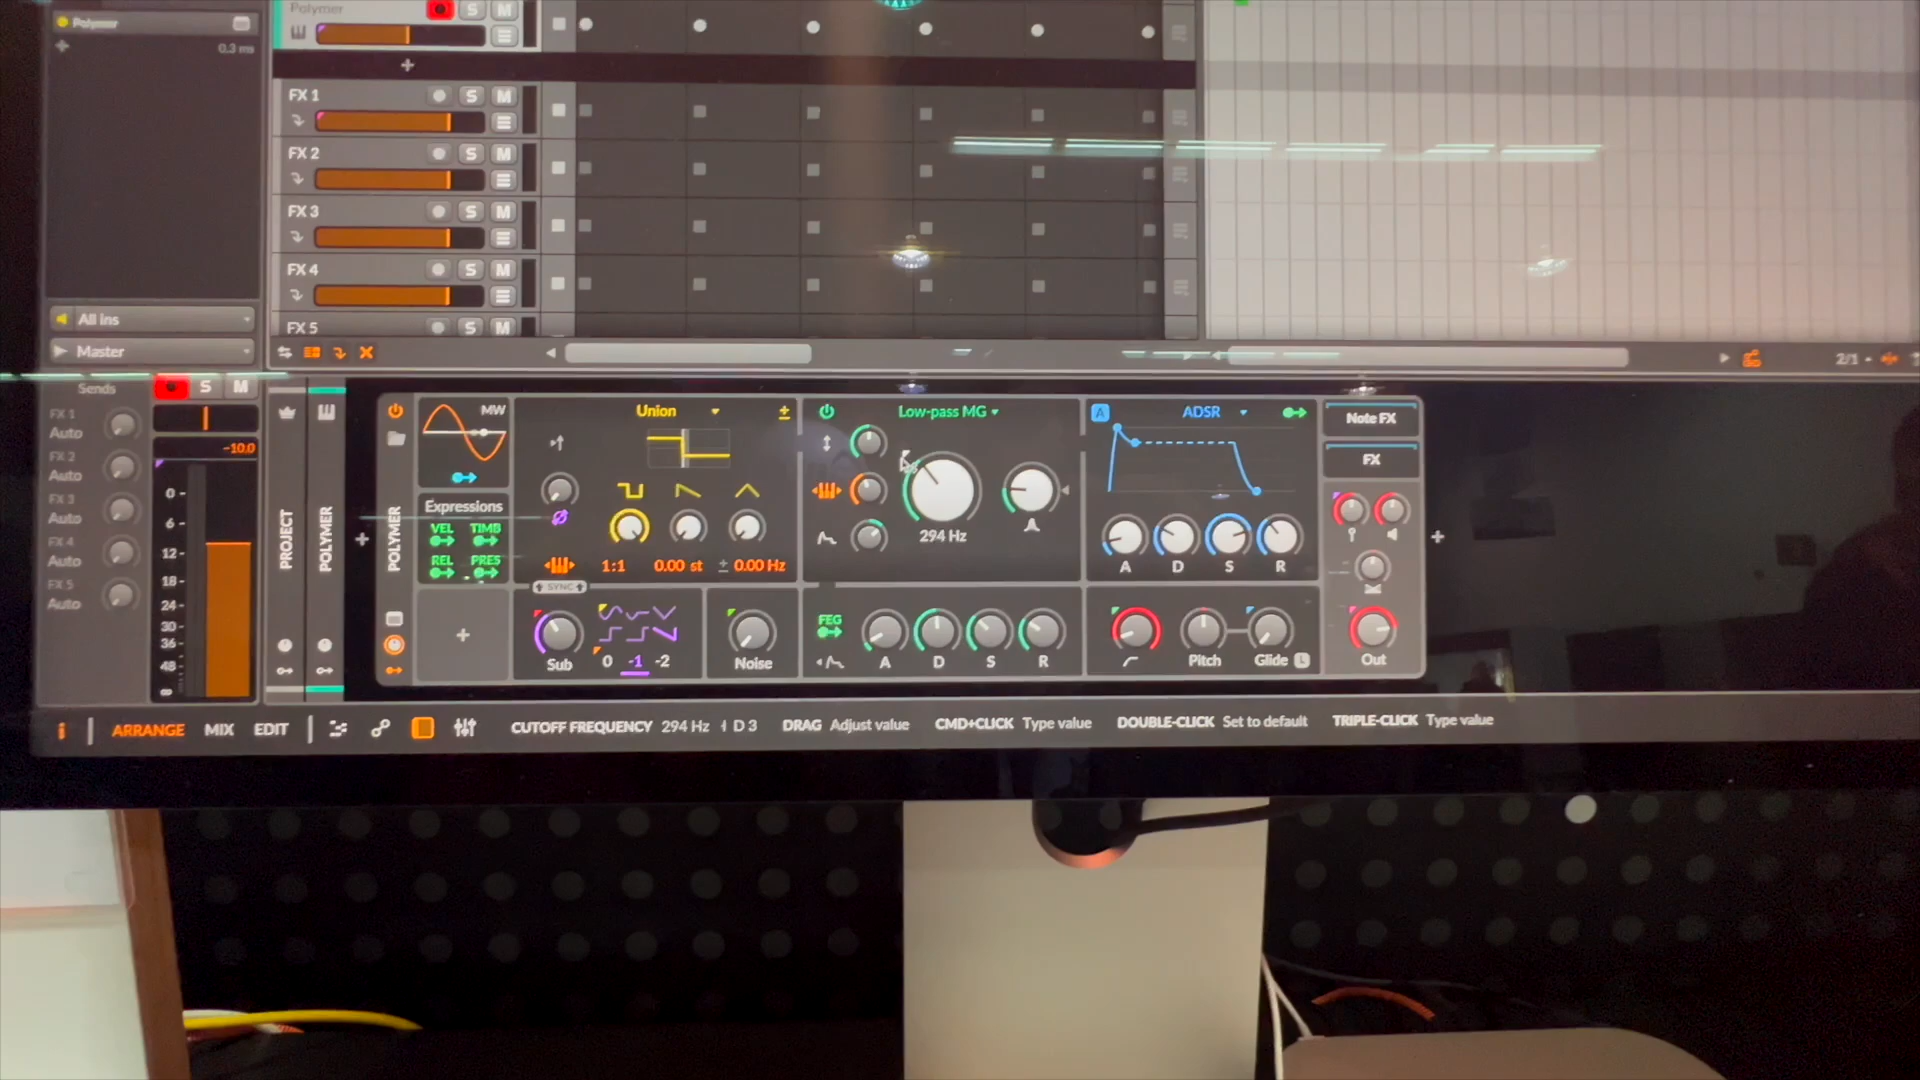 Polymer
0.3 ms
Polymer
S M
FX 1 S M
FX 2 S M
FX 3 S M
FX 4 S M
FX 5 S M
All ins
Master
2/1
Sends
S M
FX 1
Auto
FX 2
Auto
FX 3
Auto
FX 4
Auto
FX 5
Auto
-10.0
0
6
12
18
24
30
36
48
∞
PROJECT
POLYMER
POLYMER
MW
Expressions
VEL TIMB
REL PRES
Union
1:1 0.00 st ± 0.00 Hz
SYNC
Sub
0 -1 -2
Noise
Low-pass MG
294 Hz
FEG
A D S R
A ADSR
A D S R
Pitch Glide L
Note FX
FX
Out
i ARRANGE MIX EDIT
CUTOFF FREQUENCY 294 Hz D 3 DRAG Adjust value CMD+CLICK Type value DOUBLE-CLICK Set to default TRIPLE-CLICK Type value